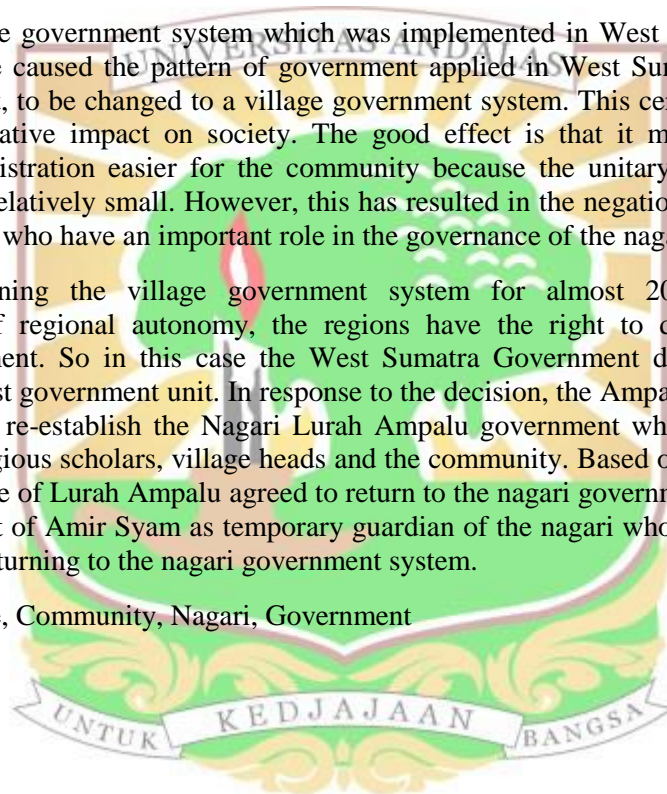 e government system which was implemented in West
UNIVERSITAS ANDALAS
e caused the pattern of government applied in West Sur
, to be changed to a village government system. This cer
ative impact on society. The good effect is that it m
istration easier for the community because the unitary
elatively small. However, this has resulted in the negatio
who have an important role in the governance of the naga
ning the village government system for almost 20
f regional autonomy, the regions have the right to d
ment. So in this case the West Sumatra Government d
st government unit. In response to the decision, the Ampa
re-establish the Nagari Lurah Ampalu government wh
gious scholars, village heads and the community. Based o
e of Lurah Ampalu agreed to return to the nagari governm
t of Amir Syam as temporary guardian of the nagari who
turning to the nagari government system.
, Community, Nagari, Government
UNTUK KEDJAJAAN BANGSA